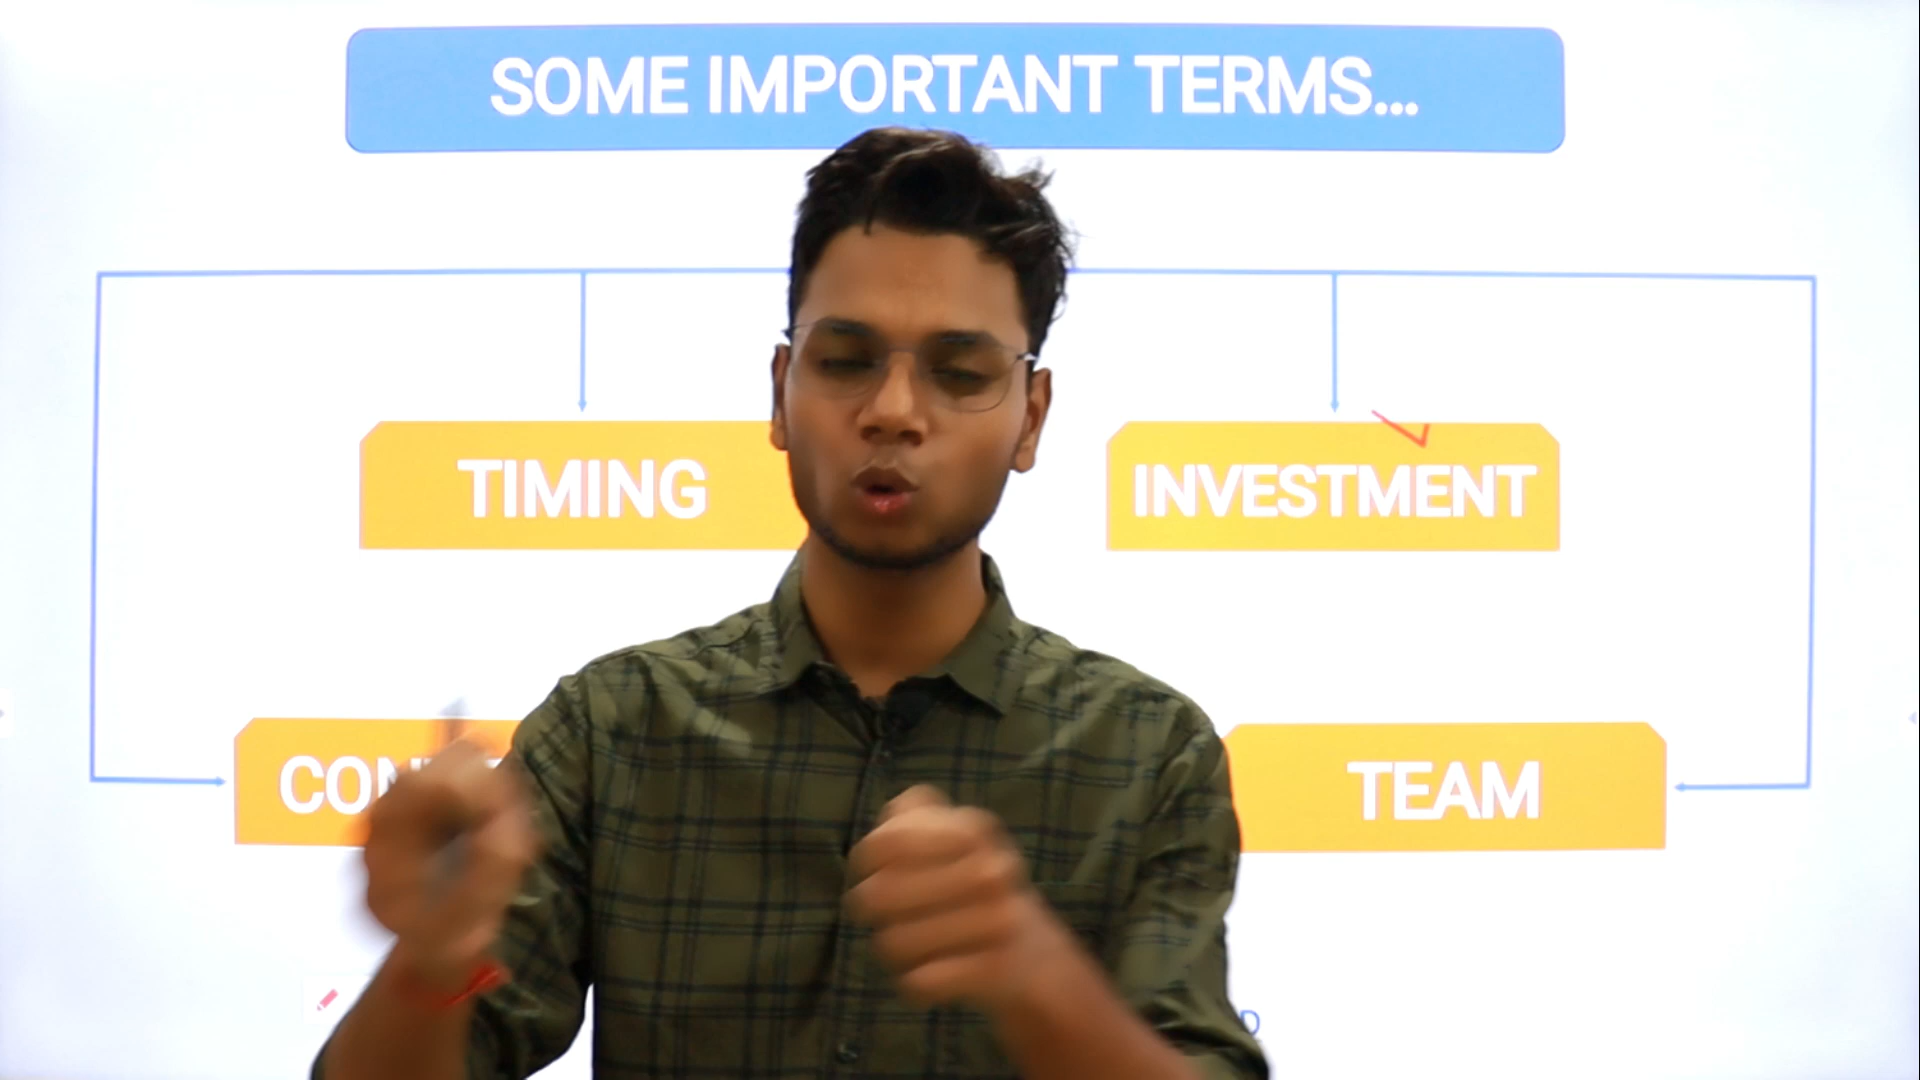 SOME IMPORTANT TERMS...
TIMING
INVESTMENT
TEAM